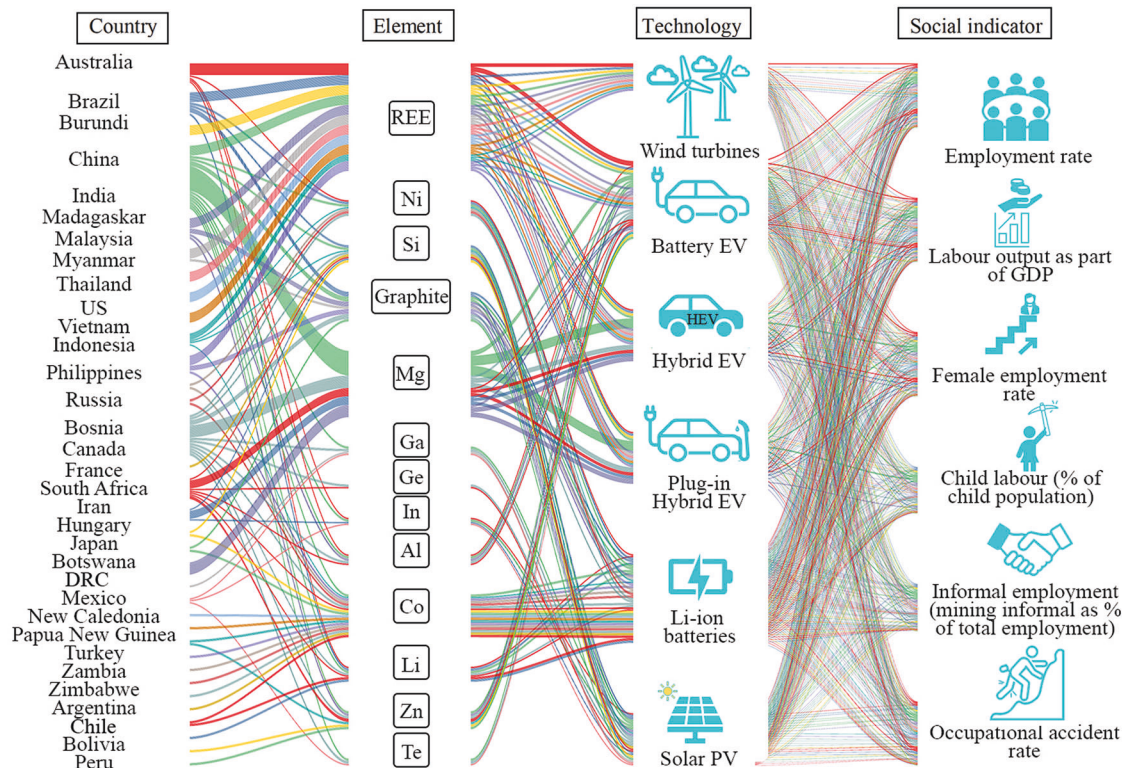 Country
Element
Technology
Social indicator
Australia
Brazil
Burundi
China
India
Madagaskar
Malaysia
Myanmar
Thailand
US
Vietnam
Indonesia
Philippines
Russia
Bosnia
Canada
France
South Africa
Iran
Hungary
Japan
Botswana
DRC
Mexico
New Caledonia
Papua New Guinea
Turkey
Zambia
Zimbabwe
Argentina
Chile
Bolivia
Peru
REE
Ni
Si
Graphite
Mg
Ga
Ge
In
Al
Co
Li
Zn
Te
Wind turbines
Battery EV
HEV
Hybrid EV
Plug-in
Hybrid EV
Li-ion
batteries
Solar PV
Employment rate
Labour output as part
of GDP
Female employment
rate
Child labour (% of
child population)
Informal employment
(mining informal as %
of total employment)
Occupational accident
rate